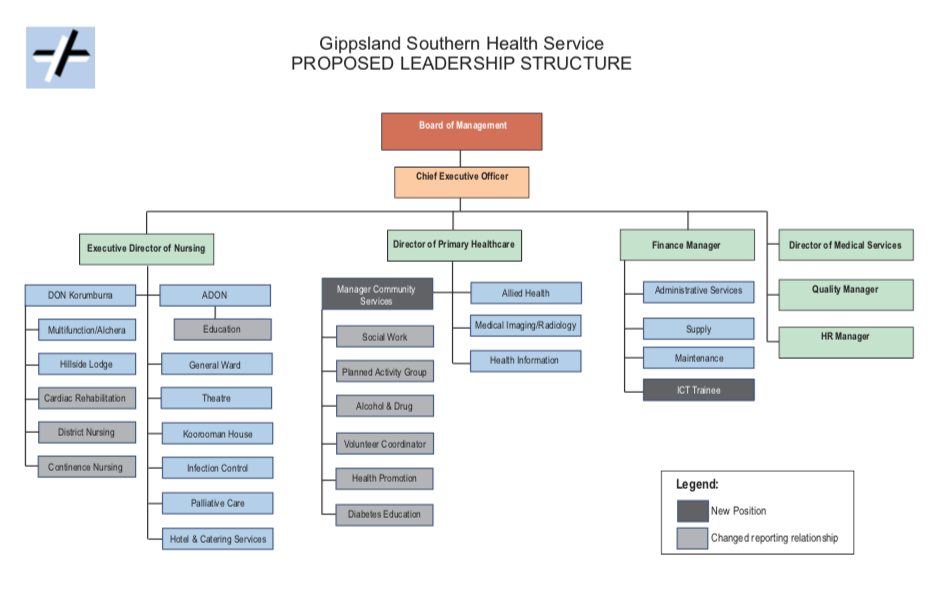 Gippsland Southern Health Service
PROPOSED LEADERSHIP STRUCTURE
Board of Management
Chief Executive Officer
Executive Director of Nursing
Director of Primary Healthcare
Finance Manager
Director of Medical Services
Quality Manager
HR Manager
DON Korumburra
ADON
Education
Multifunction/Alchera
Hillside Lodge
Cardiac Rehabilitation
District Nursing
Continence Nursing
General Ward
Theatre
Koorooman House
Infection Control
Palliative Care
Hotel & Catering Services
Manager Community
Services
Social Work
Planned Activity Group
Alcohol & Drug
Volunteer Coordinator
Health Promotion
Diabetes Education
Allied Health
Medical Imaging/Radiology
Health Information
Administrative Services
Supply
Maintenance
ICT Trainee
Legend:
New Position
Changed reporting relationship